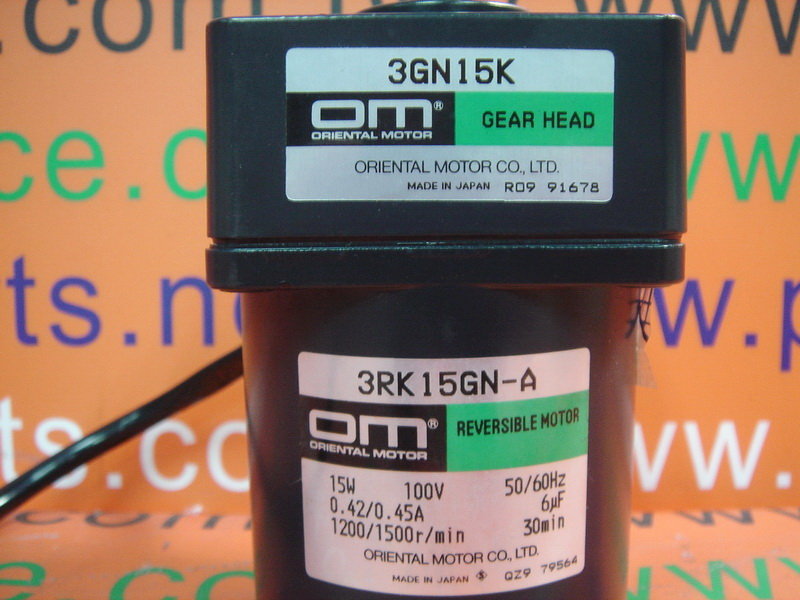 3GN15K
OM®
ORIENTAL MOTOR
GEAR HEAD
ORIENTAL MOTOR CO., LTD.
MADE IN JAPAN R09 91678
3RK15GN-A
OM®
ORIENTAL MOTOR
REVERSIBLE MOTOR
15W 100V 50/60Hz
0.42/0.45A 6µF
1200/1500r/min 30min
ORIENTAL MOTOR CO., LTD.
MADE IN JAPAN Ⓢ QZ9 79564